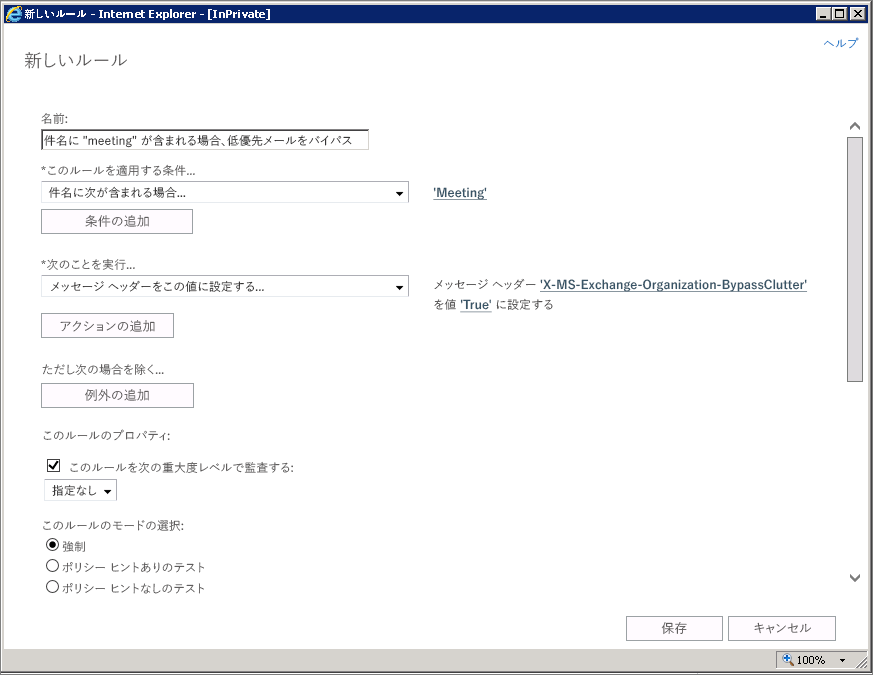 新しいルール - Internet Explorer - [InPrivate]
ヘルプ
新しいルール
名前:
件名に "meeting" が含まれる場合、低優先メールをバイパス
*このルールを適用する条件...
件名に次が含まれる場合...
'Meeting'
条件の追加
*次のことを実行...
メッセージ ヘッダーをこの値に設定する...
メッセージ ヘッダー 'X-MS-Exchange-Organization-BypassClutter'
を値 'True' に設定する
アクションの追加
ただし次の場合を除く...
例外の追加
このルールのプロパティ:
このルールを次の重大度レベルで監査する:
指定なし
このルールのモードの選択:
強制
ポリシー ヒントありのテスト
ポリシー ヒントなしのテスト
保存
キャンセル
100%